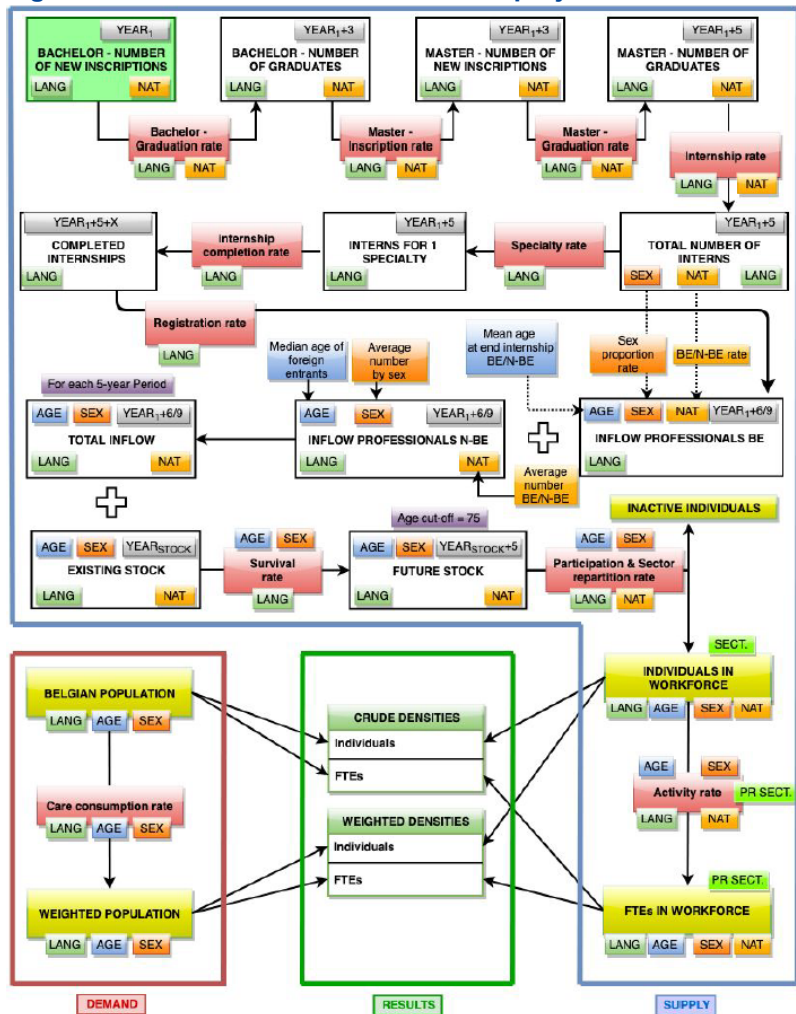 YEAR1
BACHELOR - NUMBER
OF NEW INSCRIPTIONS
LANG NAT
YEAR1+3
BACHELOR - NUMBER
OF GRADUATES
LANG NAT
YEAR1+3
MASTER - NUMBER
OF NEW INSCRIPTIONS
LANG NAT
YEAR1+5
MASTER - NUMBER OF
GRADUATES
LANG NAT
Bachelor -
Graduation rate
LANG NAT
Master -
Inscription rate
LANG NAT
Master -
Graduation rate
LANG NAT
Internship rate
LANG NAT
YEAR1+5+X
COMPLETED
INTERNSHIPS
LANG
Internship
completion rate
LANG
YEAR1+5
INTERNS FOR 1
SPECIALTY
LANG
Specialty rate
LANG
YEAR1+5
TOTAL NUMBER OF
INTERNS
SEX NAT LANG
Registration rate
LANG
Median age of
foreign
entrants
Average
number
by sex
Mean age
at end internship
BE/N-BE
Sex
proportion
rate
BE/N-BE rate
For each 5-year Period
AGE SEX YEAR1+6/9
TOTAL INFLOW
LANG NAT
AGE SEX YEAR1+6/9
INFLOW PROFESSIONALS N-BE
LANG NAT
AGE SEX NAT YEAR1+6/9
INFLOW PROFESSIONALS BE
LANG
Average
number
BE/N-BE
INACTIVE INDIVIDUALS
Age cut-off = 75
AGE SEX YEARSTOCK
EXISTING STOCK
LANG NAT
AGE SEX
Survival
rate
LANG
AGE SEX YEARSTOCK+5
FUTURE STOCK
LANG NAT
AGE SEX
Participation & Sector
repartition rate
LANG NAT
BELGIAN POPULATION
LANG AGE SEX
Care consumption rate
LANG AGE SEX
WEIGHTED POPULATION
LANG AGE SEX
CRUDE DENSITIES
Individuals
FTEs
WEIGHTED DENSITIES
Individuals
FTEs
SECT.
INDIVIDUALS IN
WORKFORCE
LANG AGE SEX NAT
AGE SEX
Activity rate PR SECT.
LANG NAT
PR SECT.
FTEs IN WORKFORCE
LANG AGE SEX NAT
DEMAND
RESULTS
SUPPLY